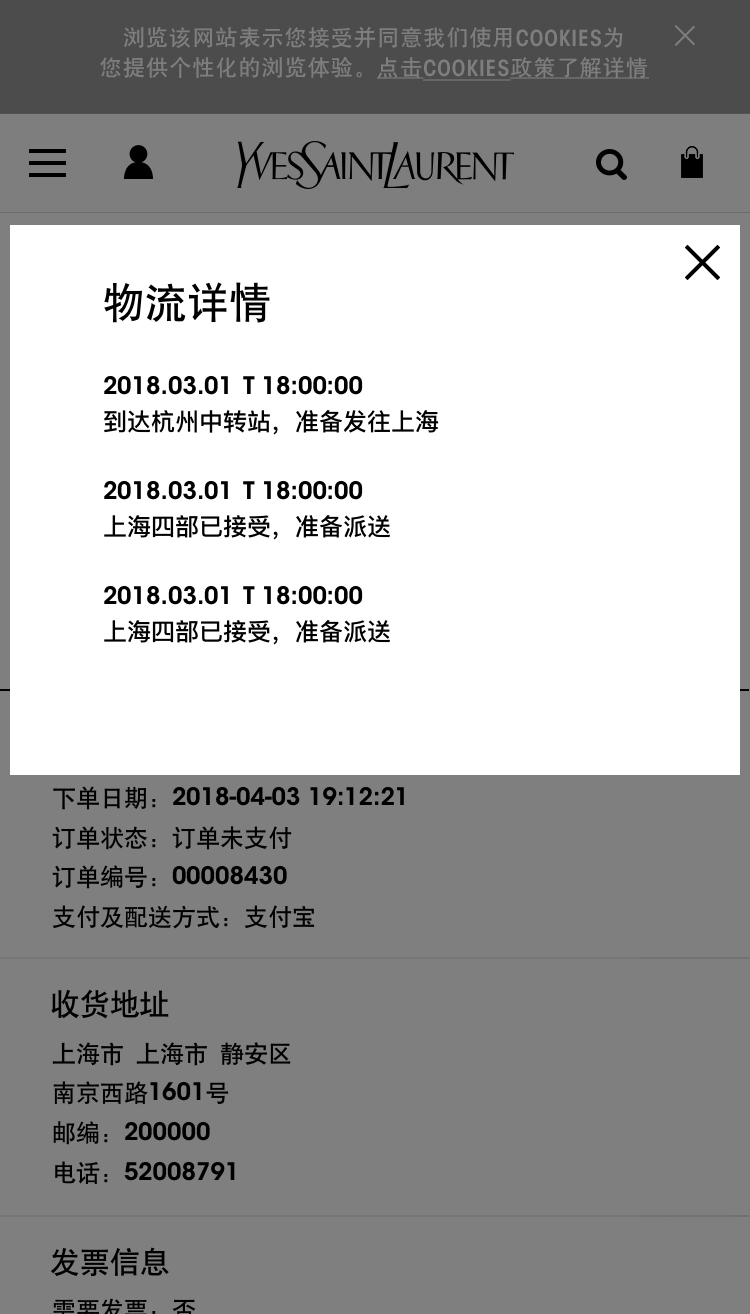 浏览该网站表示您接受并同意我们使用COOKIES为
您提供个性化的浏览体验。点击COOKIES政策了解详情
YVESSAINTLAURENT
物流详情
2018.03.01 T 18:00:00
到达杭州中转站，准备发往上海
2018.03.01 T 18:00:00
上海四部已接受，准备派送
2018.03.01 T 18:00:00
上海四部已接受，准备派送
下单日期：2018-04-03 19:12:21
订单状态：订单未支付
订单编号：00008430
支付及配送方式：支付宝
收货地址
上海市 上海市 静安区
南京西路1601号
邮编：200000
电话：52008791
发票信息
需要发票：否